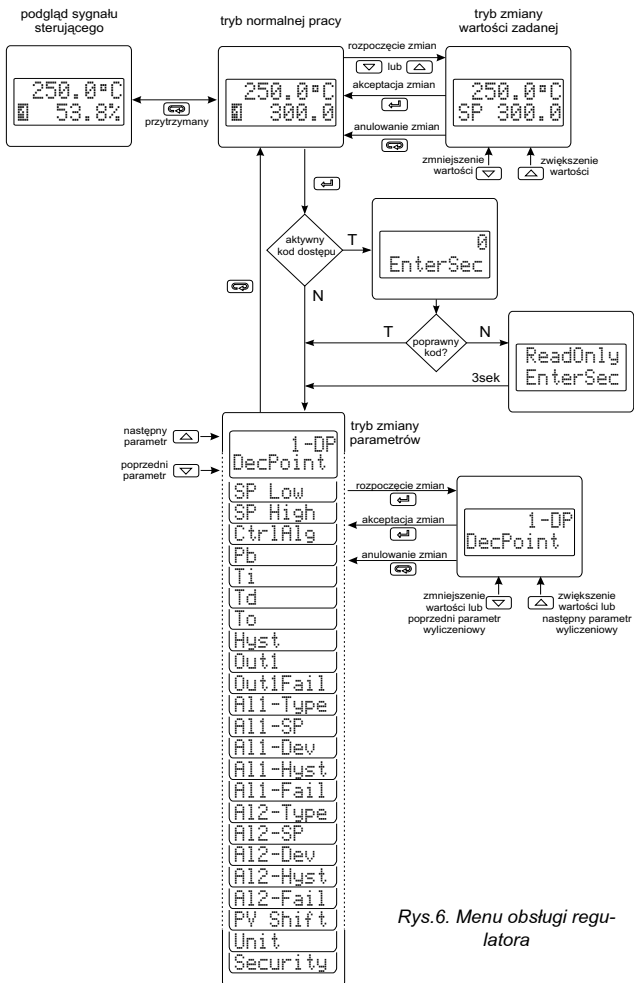 podgląd sygnału
sterującego
tryb normalnej pracy
tryb zmiany
wartości zadanej
250.0°C
53.8%
przytrzymany
250.0°C
300.0
rozpoczęcie zmian
lub
akceptacja zmian
anulowanie zmian
250.0°C
SP 300.0
zmniejszenie
wartości
zwiększenie
wartości
aktywny
kod dostępu
T
N
0
EnterSec
T
poprawny
kod?
N
ReadOnly
EnterSec
3sek
tryb zmiany
parametrów
następny
parametr
poprzedni
parametr
1-DP
DecPoint
SP Low
SP High
CtrlAlg
Pb
Ti
Td
To
Hyst
Out1
Out1Fail
Al1-Type
Al1-SP
Al1-Dev
Al1-Hyst
Al1-Fail
Al2-Type
Al2-SP
Al2-Dev
Al2-Hyst
Al2-Fail
PV Shift
Unit
Security
rozpoczęcie zmian
akceptacja zmian
anulowanie zmian
1-DP
DecPoint
zmniejszenie
wartości lub
poprzedni parametr
wyliczeniowy
zwiększenie
wartości lub
następny parametr
wyliczeniowy
Rys.6. Menu obsługi regu-
latora